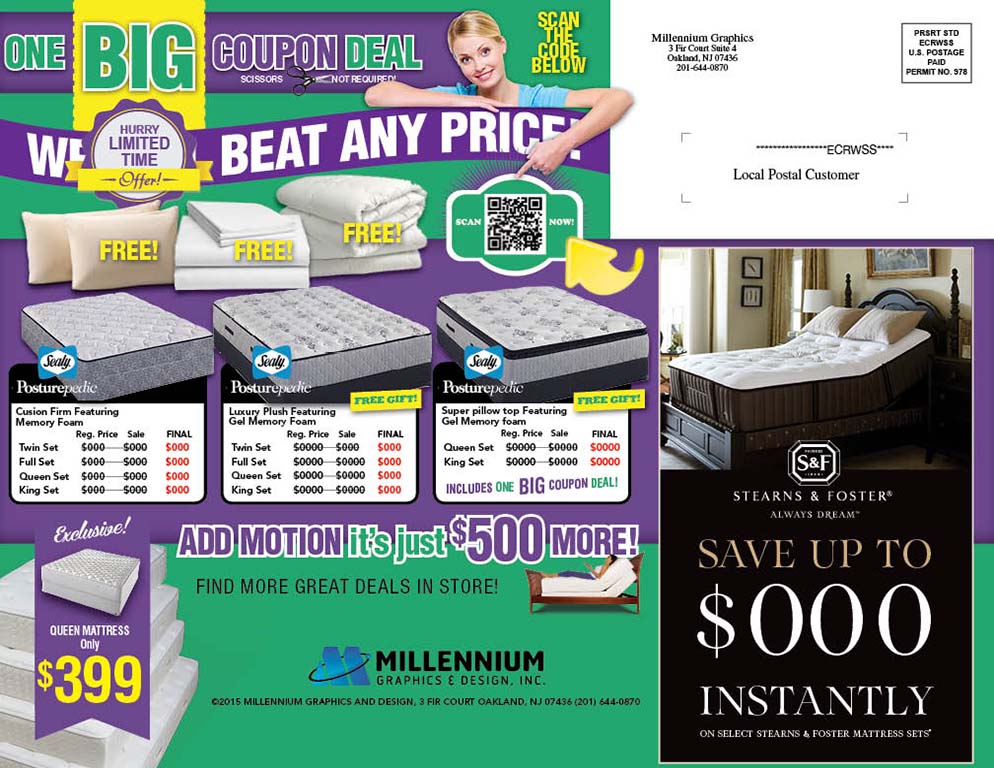 ONE BIG COUPON DEAL
SCISSORS NOT REQUIRED!
SCAN
THE
CODE
BELOW
HURRY
LIMITED
TIME
Offer!
WE BEAT ANY PRICE!
Millennium Graphics
3 Fir Court Suite 4
Oakland, NJ 07436
201-644-0870
PRSRT STD
ECRWSS
U.S. POSTAGE
PAID
PERMIT NO. 978
*****************ECRWSS****
Local Postal Customer
FREE!
FREE!
FREE!
SCAN NOW!
Sealy
Posturepedic
Cusion Firm Featuring
Memory Foam
Reg. Price Sale FINAL
Twin Set $000 $000 $000
Full Set $000 $000 $000
Queen Set $000 $000 $000
King Set $000 $000 $000
Sealy
Posturepedic
FREE GIFT!
Luxury Plush Featuring
Gel Memory Foam
Reg. Price Sale FINAL
Twin Set $0000 $0000 $000
Full Set $0000 $0000 $000
Queen Set $0000 $0000 $000
King Set $0000 $0000 $000
Sealy
Posturepedic
FREE GIFT!
Super pillow top Featuring
Gel Memory foam
Reg. Price Sale FINAL
Queen Set $0000 $0000 $0000
King Set $0000 $0000 $0000
INCLUDES ONE BIG COUPON DEAL!
S&F
STEARNS & FOSTER®
ALWAYS DREAM™
SAVE UP TO
$000
INSTANTLY
ON SELECT STEARNS & FOSTER MATTRESS SETS*
Exclusive!
QUEEN MATTRESS
Only
$399
ADD MOTION it's just $500 MORE!
FIND MORE GREAT DEALS IN STORE!
MILLENNIUM
GRAPHICS & DESIGN, INC.
©2015 MILLENNIUM GRAPHICS AND DESIGN, 3 FIR COURT OAKLAND, NJ 07436 (201) 644-0870